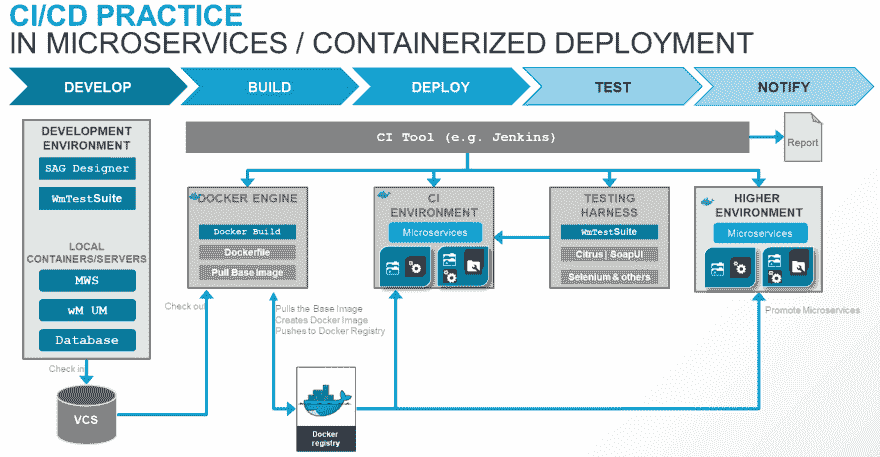 CI/CD PRACTICE
IN MICROSERVICES / CONTAINERIZED DEPLOYMENT
DEVELOP
BUILD
DEPLOY
TEST
NOTIFY
DEVELOPMENT
ENVIRONMENT
SAG Designer
WmTestSuite
LOCAL
CONTAINERS/SERVERS
MWS
wM UM
Database
Check in
VCS
CI Tool (e.g. Jenkins)
Report
DOCKER ENGINE
Docker Build
Dockerfile
Pull Base Image
Check out
Pulls the Base Image
Creates Docker Image
Pushes to Docker Registry
Docker
registry
CI
ENVIRONMENT
Microservices
TESTING
HARNESS
WmTestSuite
Citrus| SoapUI
Selenium & others
HIGHER
ENVIRONMENT
Microservices
Promote Microservices